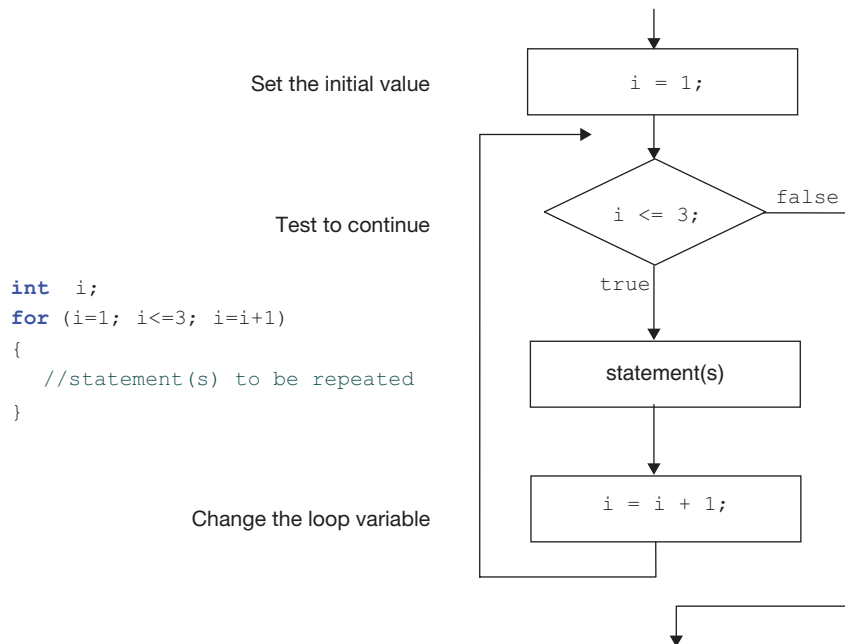 Set the initial value
i = 1;
Test to continue
i <= 3;
false
true
int i;
for (i=1; i<=3; i=i+1)
{
//statement(s) to be repeated
}
statement(s)
Change the loop variable
i = i + 1;